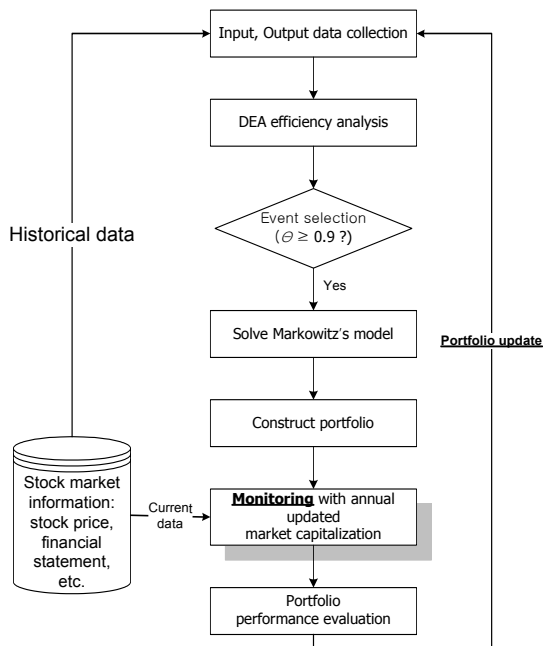 Input, Output data collection
DEA efficiency analysis
Event selection
(Θ ≥ 0.9 ?)
Historical data
Yes
Solve Markowitz's model
Portfolio update
Construct portfolio
Stock market
information:
stock price,
financial
statement,
etc.
Current
data
Monitoring with annual
updated
market capitalization
Portfolio
performance evaluation